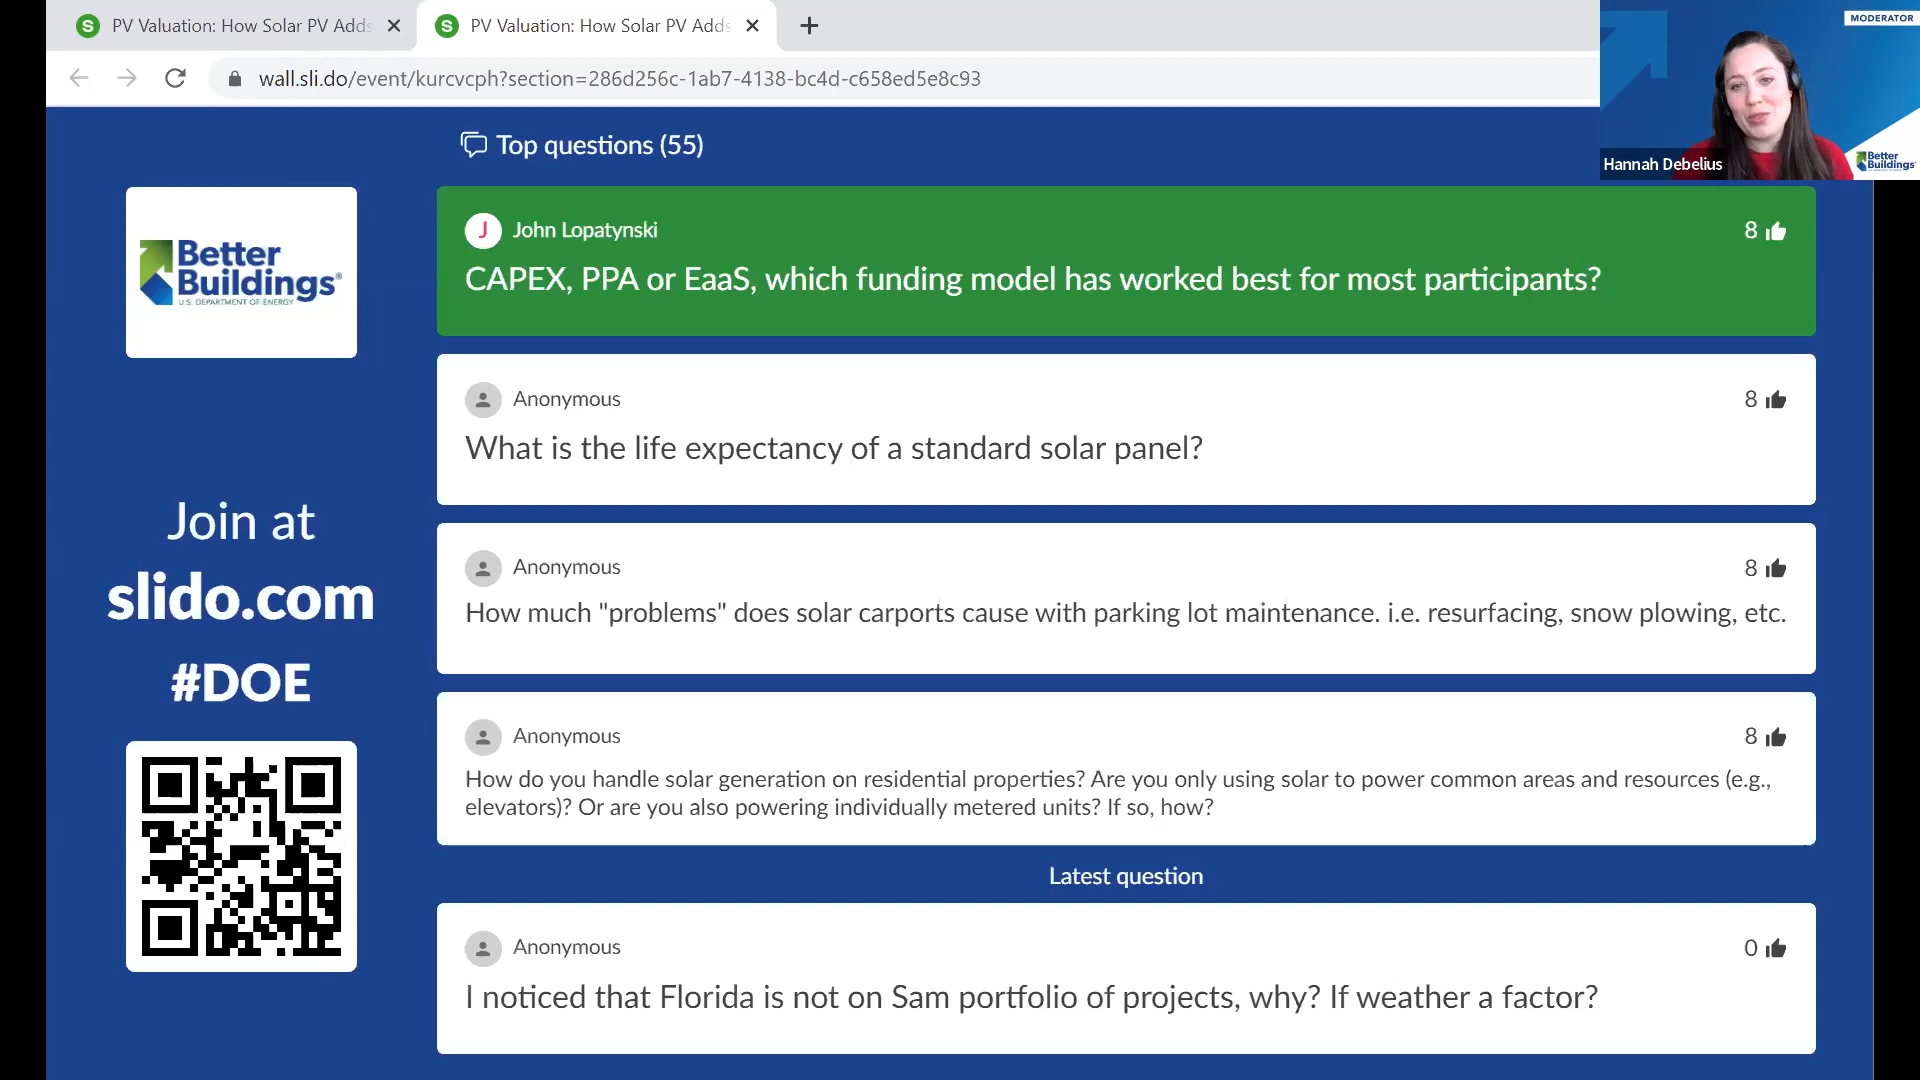 PV Valuation: How Solar PV Adds
PV Valuation: How Solar PV Adds
MODERATOR
wall.sli.do/event/kurcvcph?section=286d256c-1ab7-4138-bc4d-c658ed5e8c93
Hannah Debelius
Better
Buildings
Top questions (55)
Better
Buildings®
U.S. DEPARTMENT OF ENERGY
Join at
slido.com
#DOE
J
John Lopatynski
8
CAPEX, PPA or EaaS, which funding model has worked best for most participants?
Anonymous
8
What is the life expectancy of a standard solar panel?
Anonymous
8
How much "problems" does solar carports cause with parking lot maintenance. i.e. resurfacing, snow plowing, etc.
Anonymous
8
How do you handle solar generation on residential properties? Are you only using solar to power common areas and resources (e.g.,
elevators)? Or are you also powering individually metered units? If so, how?
Latest question
Anonymous
0
I noticed that Florida is not on Sam portfolio of projects, why? If weather a factor?